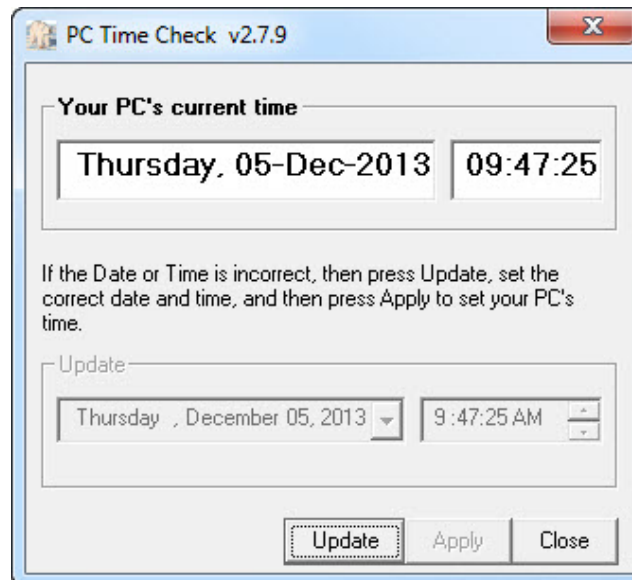 PC Time Check v2.7.9
Your PC's current time
Thursday, 05-Dec-2013 09:47:25
If the Date or Time is incorrect, then press Update, set the
correct date and time, and then press Apply to set your PC's
time.
Update
Thursday , December 05, 2013 9:47:25 AM
Update Apply Close